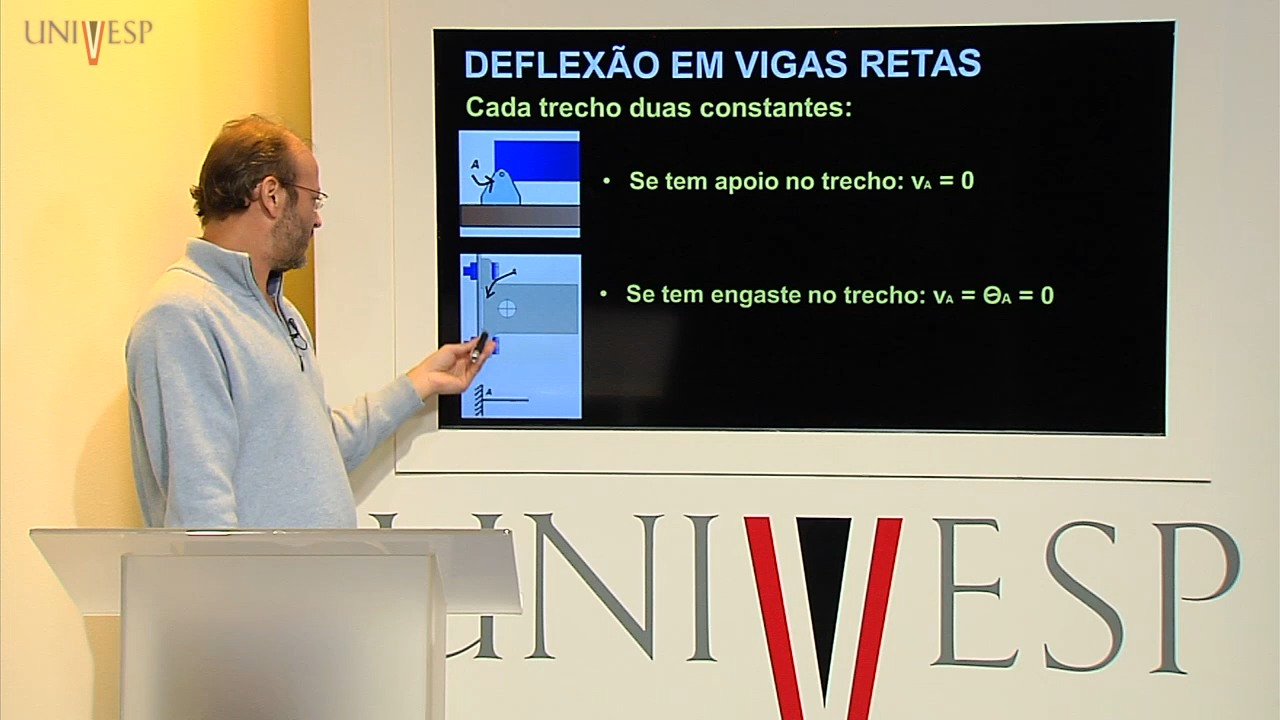 UNIVESP
DEFLEXÃO EM VIGAS RETAS
Cada trecho duas constantes:
A
• Se tem apoio no trecho: vA = 0
A
• Se tem engaste no trecho: vA = ΘA = 0
A
UNIVESP